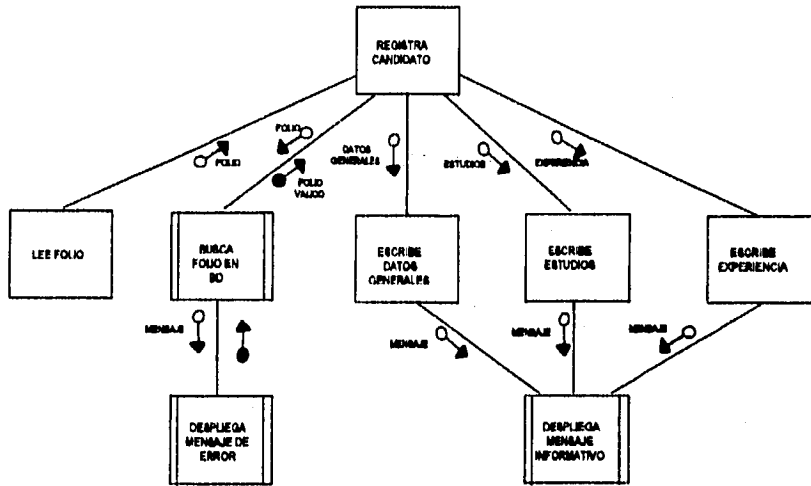 REGISTRA
CANDIDATO
FOLIO
FOLIO
FOLIO
VALIDO
DATOS
GENERALES
ESTUDIOS
EXPERIENCIA
LEE FOLIO
BUSCA
FOLIO EN
BD
ESCRIBE
DATOS
GENERALES
ESCRIBE
ESTUDIOS
ESCRIBE
EXPERIENCIA
MENSAJE
MENSAJE
MENSAJE
MENSAJE
DESPLIEGA
MENSAJE DE
ERROR
DESPLIEGA
MENSAJE
INFORMATIVO